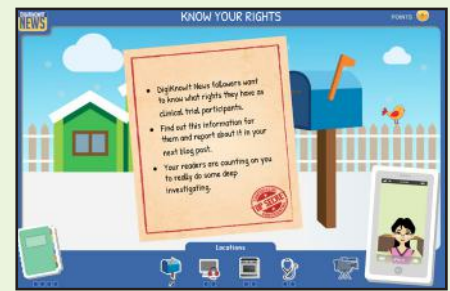 DigiKnowIt
NEWS
KNOW YOUR RIGHTS
POINTS
• DigiKnowIt News followers want
to know what rights they have as
clinical trial participants.
• Find out this information for
them and report about it in your
next blog post.
• Your readers are counting on you
to really do some deep
investigating.
TOP SECRET
Locations